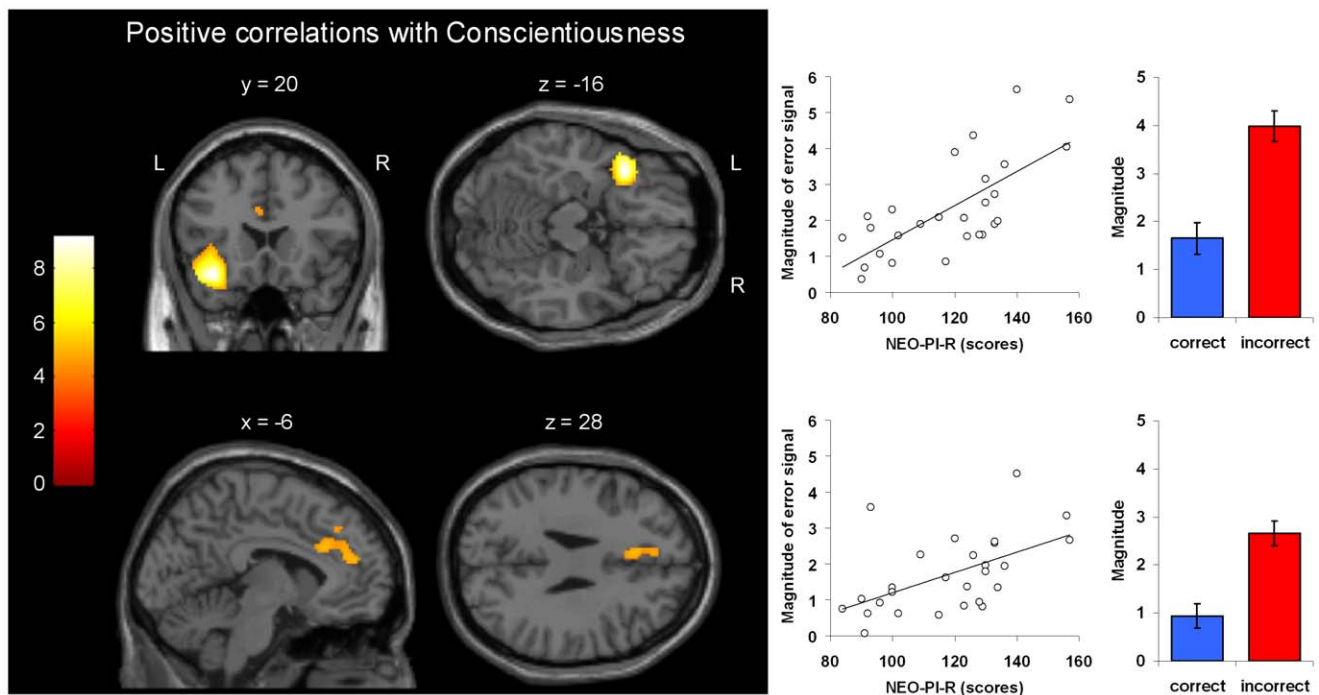 Positive correlations with Conscientiousness
y = 20
z = -16
L
R
L
R
8
6
4
2
0
x = -6
z = 28
Magnitude of error signal
6
5
4
3
2
1
0
80 100 120 140 160
NEO-PI-R (scores)
Magnitude
5
4
3
2
1
0
correct incorrect
Magnitude of error signal
6
5
4
3
2
1
0
80 100 120 140 160
NEO-PI-R (scores)
Magnitude
5
4
3
2
1
0
correct incorrect